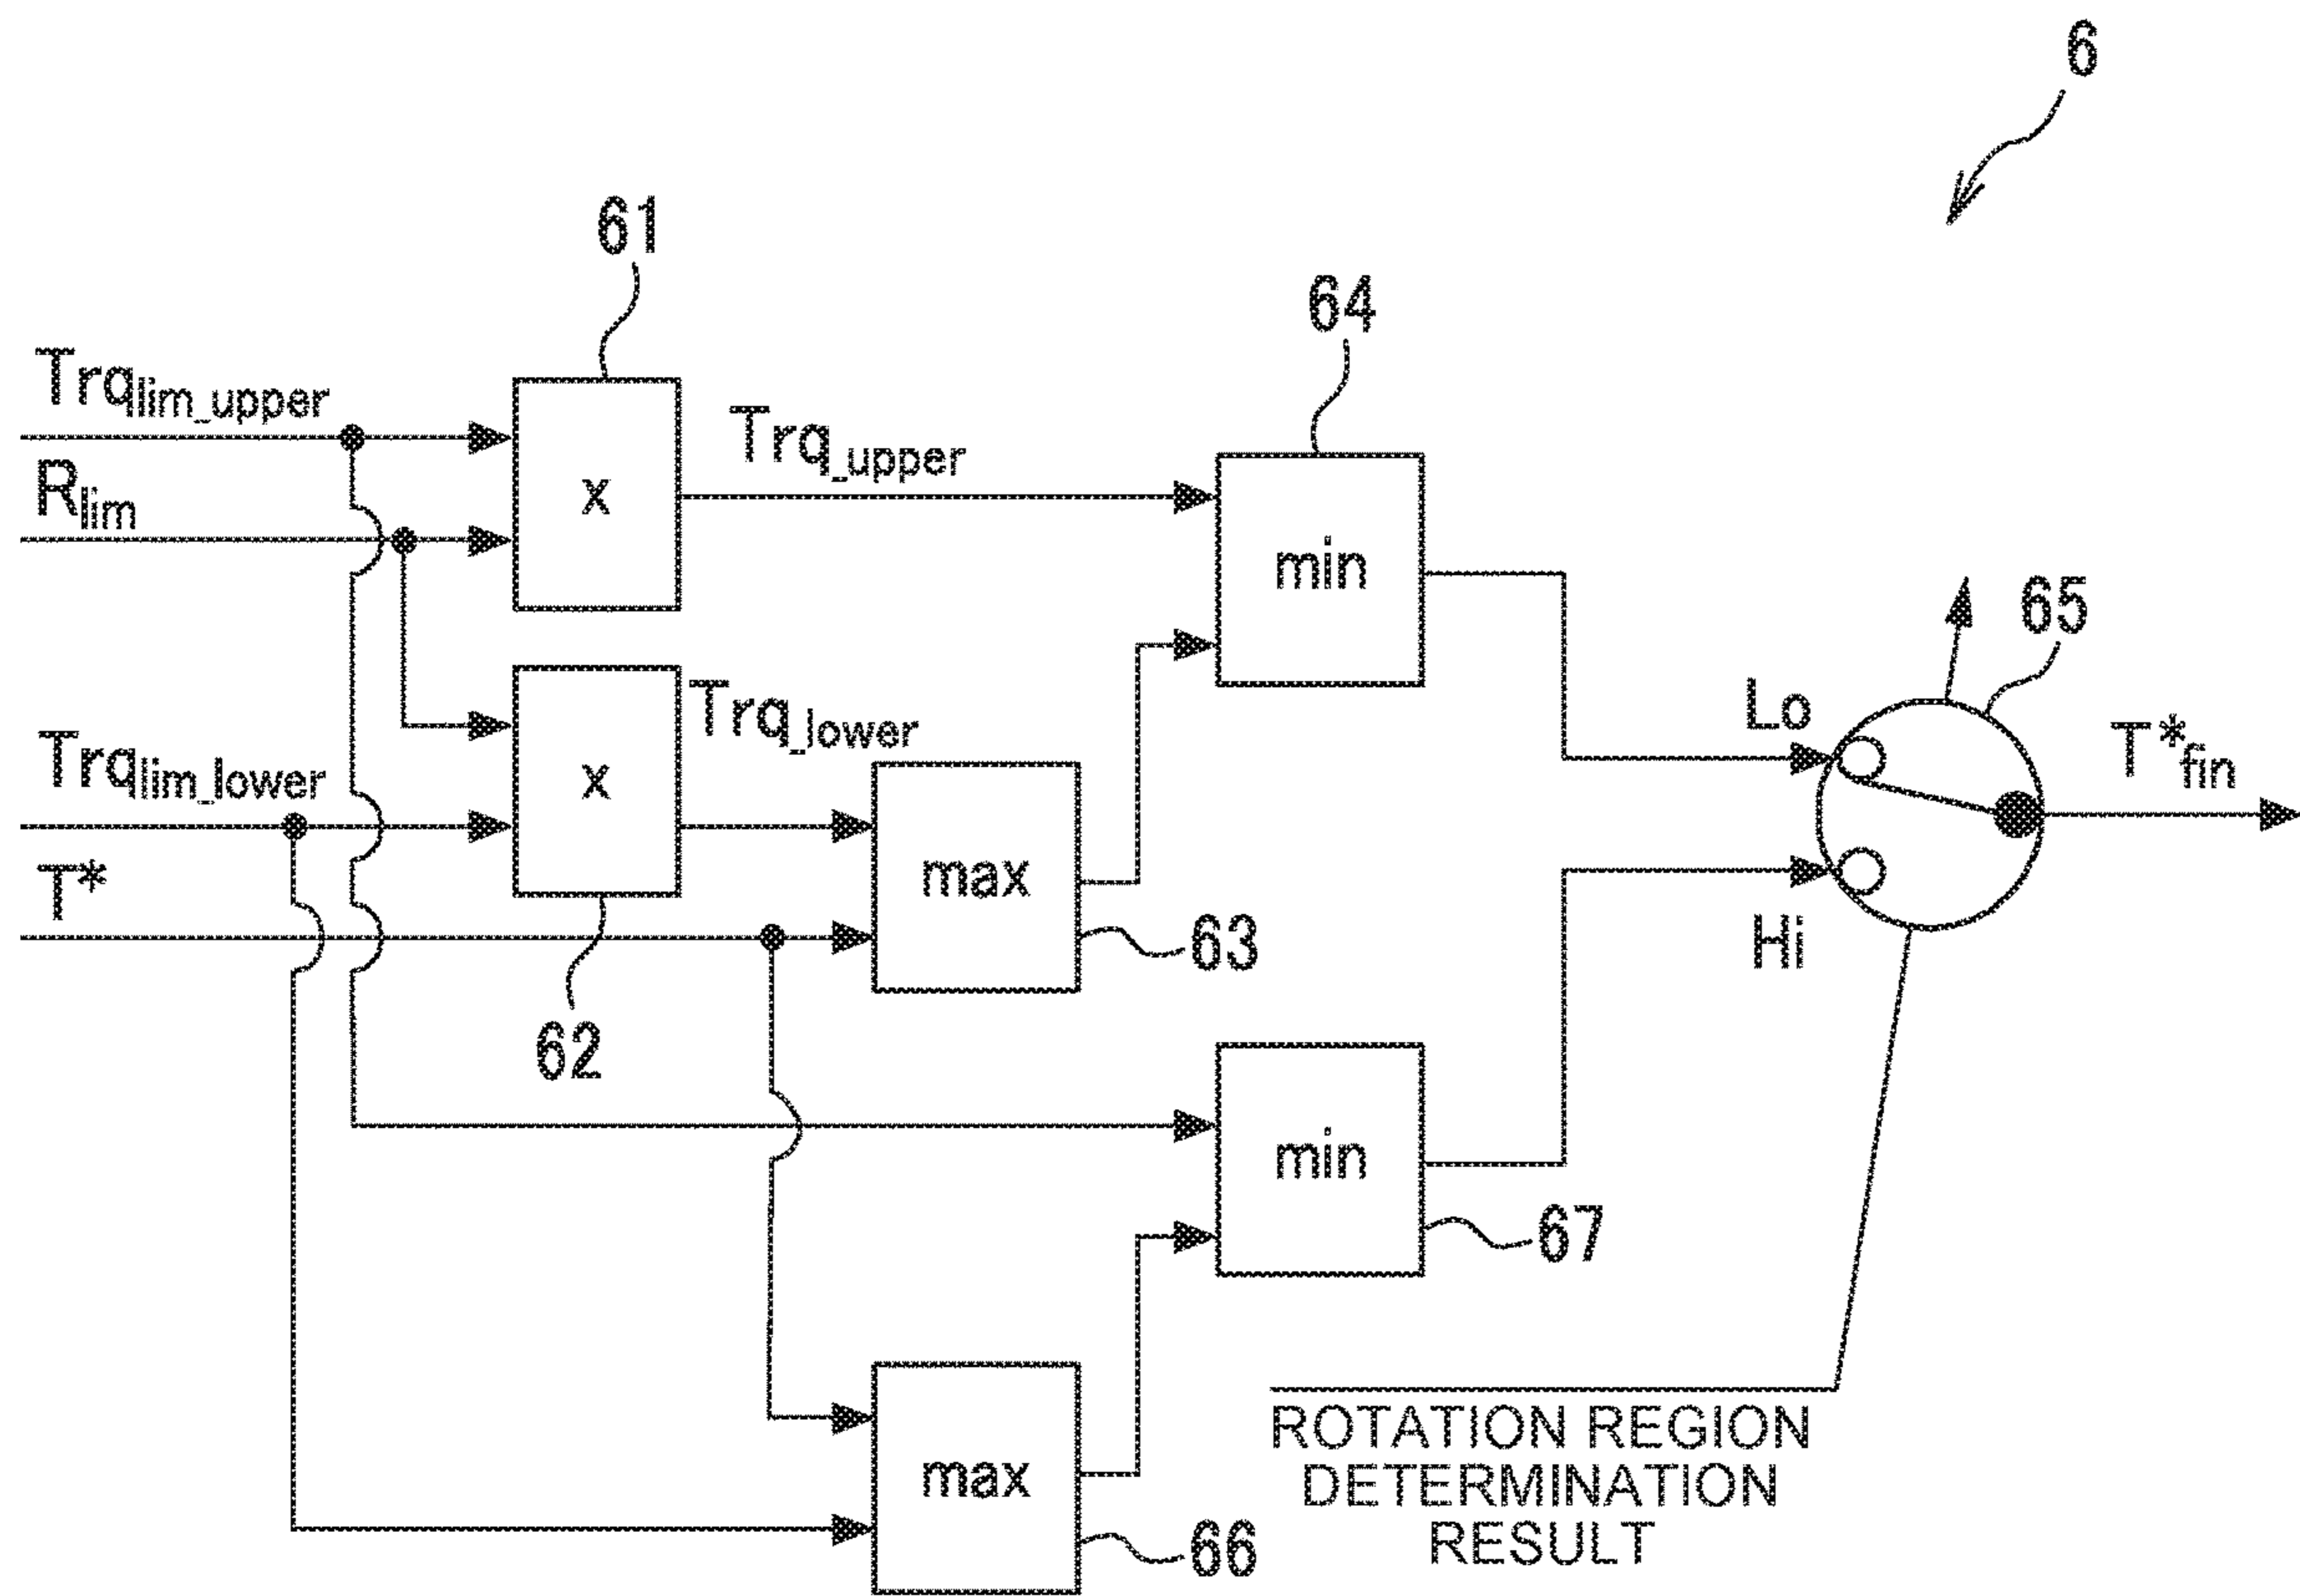 6
61
64
Trqlim_upper
Rlim
x
Trq_upper
min
65
Trqlim_lower
x
Trq_lower
Lo
T*fin
T*
max
63
Hi
62
min
67
max
66
ROTATION REGION
DETERMINATION
RESULT